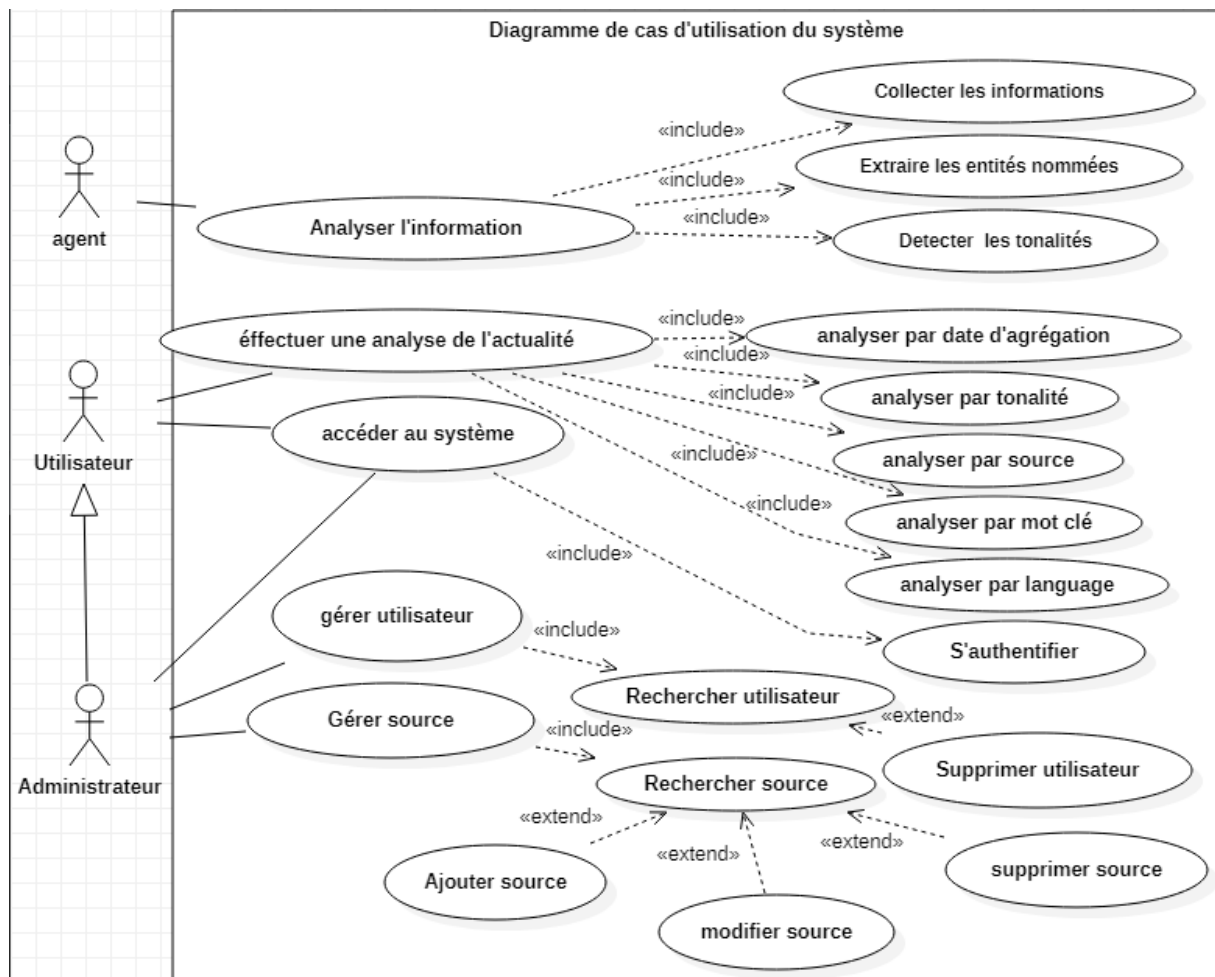 Diagramme de cas d'utilisation du système
Collecter les informations
«include»
Extraire les entités nommées
«include»
«include»
agent
Analyser l'information
Detecter  les tonalités
éffectuer une analyse de l'actualité
«include»
analyser par date d'agrégation
«include»
analyser par tonalité
«include»
Utilisateur
accéder au système
analyser par source
«include»
analyser par mot clé
«include»
«include»
analyser par language
gérer utilisateur
«include»
S'authentifier
Rechercher utilisateur
Gérer source
«include»
«extend»
Administrateur
Rechercher source
Supprimer utilisateur
«extend»
«extend»
«extend»
Ajouter source
supprimer source
modifier source